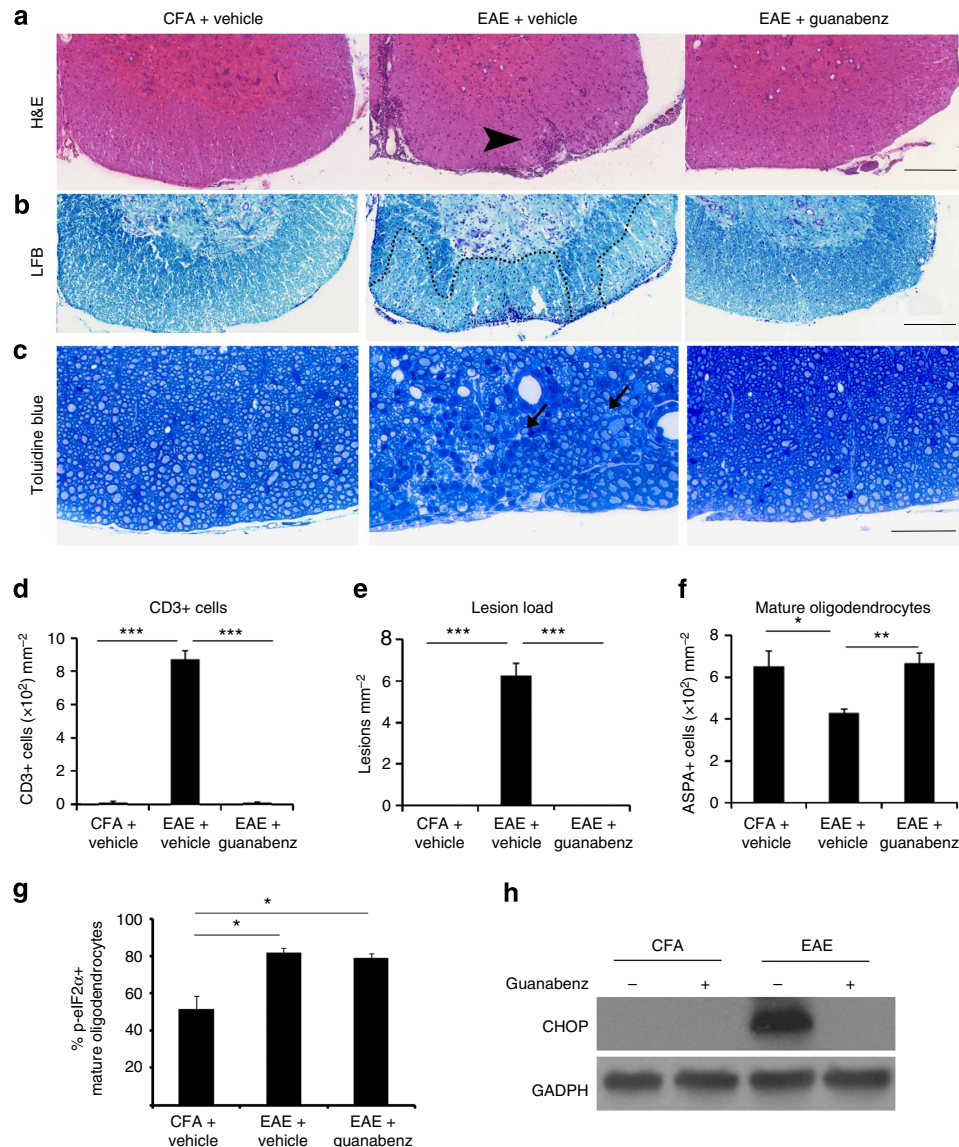 a
CFA + vehicle
EAE + vehicle
EAE + guanabenz
H&E
b
LFB
c
Toluidine blue
d
CD3+ cells
***
***
CD3+ cells (×10²) mm⁻²
10
8
6
4
2
0
CFA +
vehicle
EAE +
vehicle
EAE +
guanabenz
e
Lesion load
***
***
Lesions mm⁻²
8
6
4
2
0
CFA +
vehicle
EAE +
vehicle
EAE +
guanabenz
f
Mature oligodendrocytes
*
**
ASPA+ cells (×10²) mm⁻²
8
6
4
2
0
CFA +
vehicle
EAE +
vehicle
EAE +
guanabenz
g
*
*
% p-eIF2α+
mature oligodendrocytes
100
80
60
40
20
CFA +
vehicle
EAE +
vehicle
EAE +
guanabenz
h
CFA
EAE
Guanabenz
–
+
–
+
CHOP
GADPH